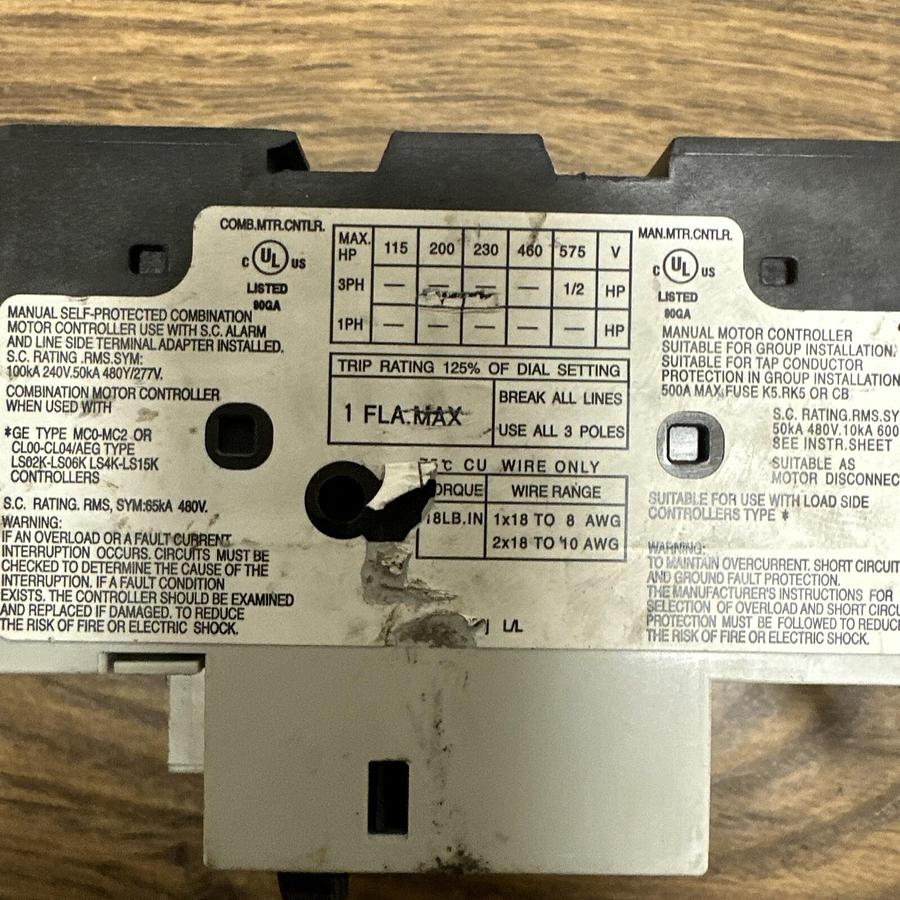 COMB.MTR.CNTLR.
C UL US
LISTED
90GA
MANUAL SELF-PROTECTED COMBINATION
MOTOR CONTROLLER USE WITH S.C. ALARM
AND LINE SIDE TERMINAL ADAPTER INSTALLED.
S.C. RATING .RMS.SYM:
100kA 240V.50kA 480Y/277V.
COMBINATION MOTOR CONTROLLER
WHEN USED WITH
*GE TYPE MC0-MC2 OR
CL00-CL04/AEG TYPE
LS02K-LS06K LS4K-LS15K
CONTROLLERS
S.C. RATING. RMS, SYM:65kA 480V.
WARNING:
IF AN OVERLOAD OR A FAULT CURRENT
INTERRUPTION OCCURS. CIRCUITS MUST BE
CHECKED TO DETERMINE THE CAUSE OF THE
INTERRUPTION. IF A FAULT CONDITION
EXISTS. THE CONTROLLER SHOULD BE EXAMINED
AND REPLACED IF DAMAGED. TO REDUCE
THE RISK OF FIRE OR ELECTRIC SHOCK.
MAX. HP 115 200 230 460 575 V
3PH — — — — 1/2 HP
1PH — — — — — HP
TRIP RATING 125% OF DIAL SETTING
1 FLA.MAX
BREAK ALL LINES
USE ALL 3 POLES
°C CU WIRE ONLY
ORQUE WIRE RANGE
18LB.IN 1x18 TO 8 AWG
2x18 TO 10 AWG
L/L
MAN.MTR.CNTLR.
C UL US
LISTED
90GA
MANUAL MOTOR CONTROLLER
SUITABLE FOR GROUP INSTALLATION.
SUITABLE FOR TAP CONDUCTOR
PROTECTION IN GROUP INSTALLATION
500A MAX.FUSE K5.RK5 OR CB
S.C. RATING.RMS.SY
50kA 480V.10kA 600
SEE INSTR.SHEET
SUITABLE AS
MOTOR DISCONNEC
SUITABLE FOR USE WITH LOAD SIDE
CONTROLLERS TYPE *
WARNING:
TO MAINTAIN OVERCURRENT. SHORT CIRCUIT
AND GROUND FAULT PROTECTION.
THE MANUFACTURER'S INSTRUCTIONS FOR
SELECTION OF OVERLOAD AND SHORT CIRCU
PROTECTION MUST BE FOLLOWED TO REDUCE
THE RISK OF FIRE OR ELECTRIC SHOCK.